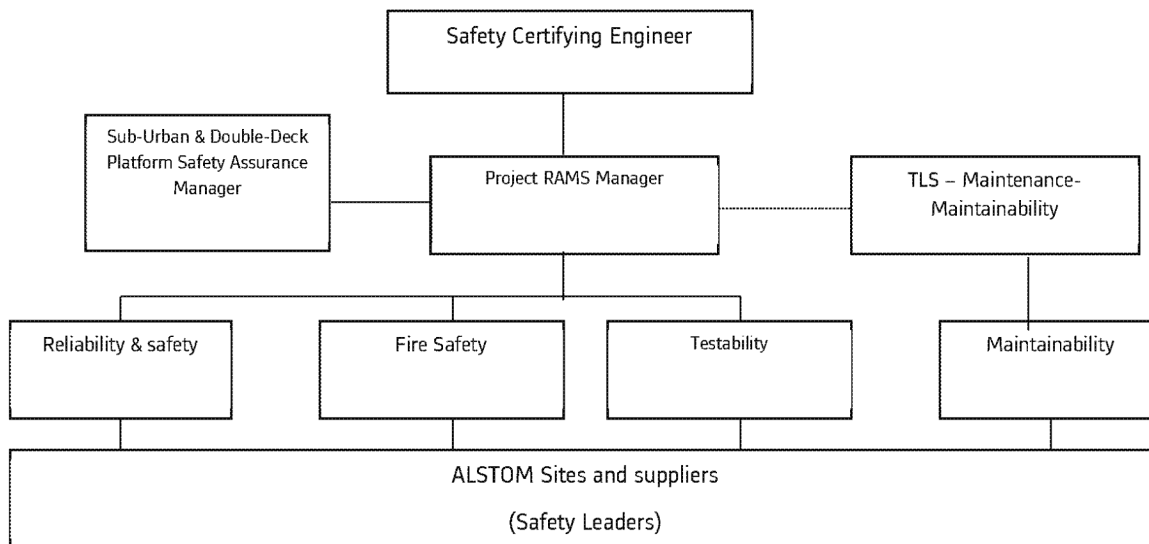 Safety Certifying Engineer
Sub-Urban & Double-Deck
Platform Safety Assurance
Manager
Project RAMS Manager
TLS – Maintenance-
Maintainability
Reliability & safety
Fire Safety
Testability
Maintainability
ALSTOM Sites and suppliers
(Safety Leaders)